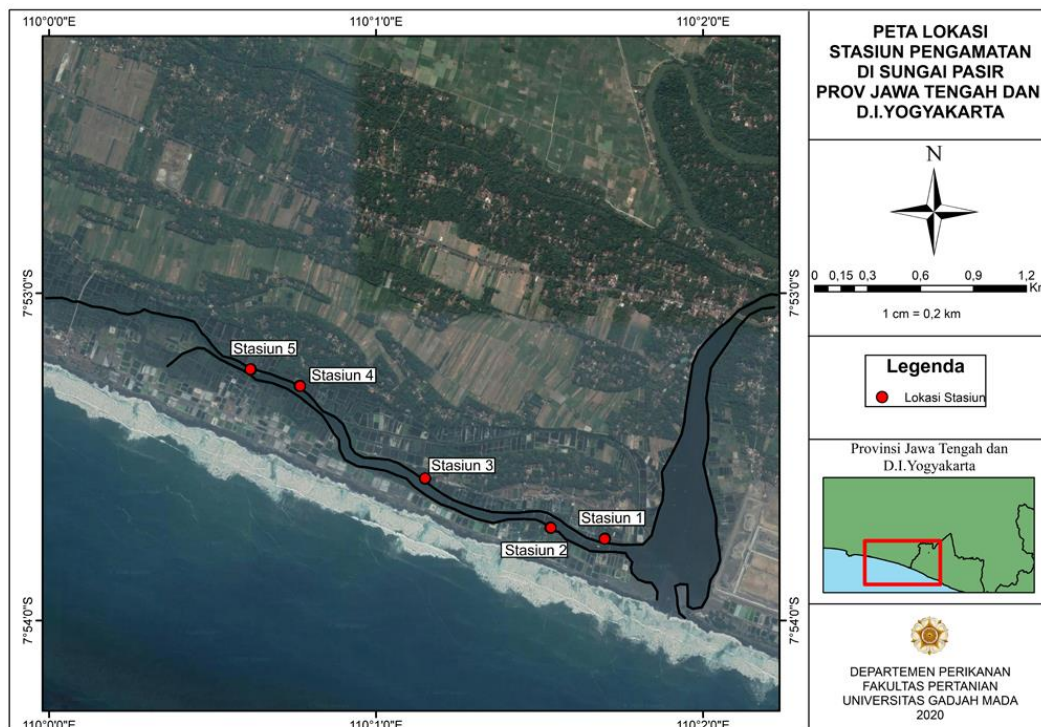 110°0'0"E
110°1'0"E
110°2'0"E
7°53'0"S
7°53'0"S
7°54'0"S
7°54'0"S
Stasiun 5
Stasiun 4
Stasiun 3
Stasiun 1
Stasiun 2
110°0'0"E
110°1'0"E
110°2'0"E
PETA LOKASI
STASIUN PENGAMATAN
DI SUNGAI PASIR
PROV JAWA TENGAH DAN
D.I.YOGYAKARTA
N
0 0,15 0,3 0,6 0,9 1,2
Km
1 cm = 0,2 km
Legenda
Lokasi Stasiun
Provinsi Jawa Tengah dan
D.I.Yogyakarta
DEPARTEMEN PERIKANAN
FAKULTAS PERTANIAN
UNIVERSITAS GADJAH MADA
2020